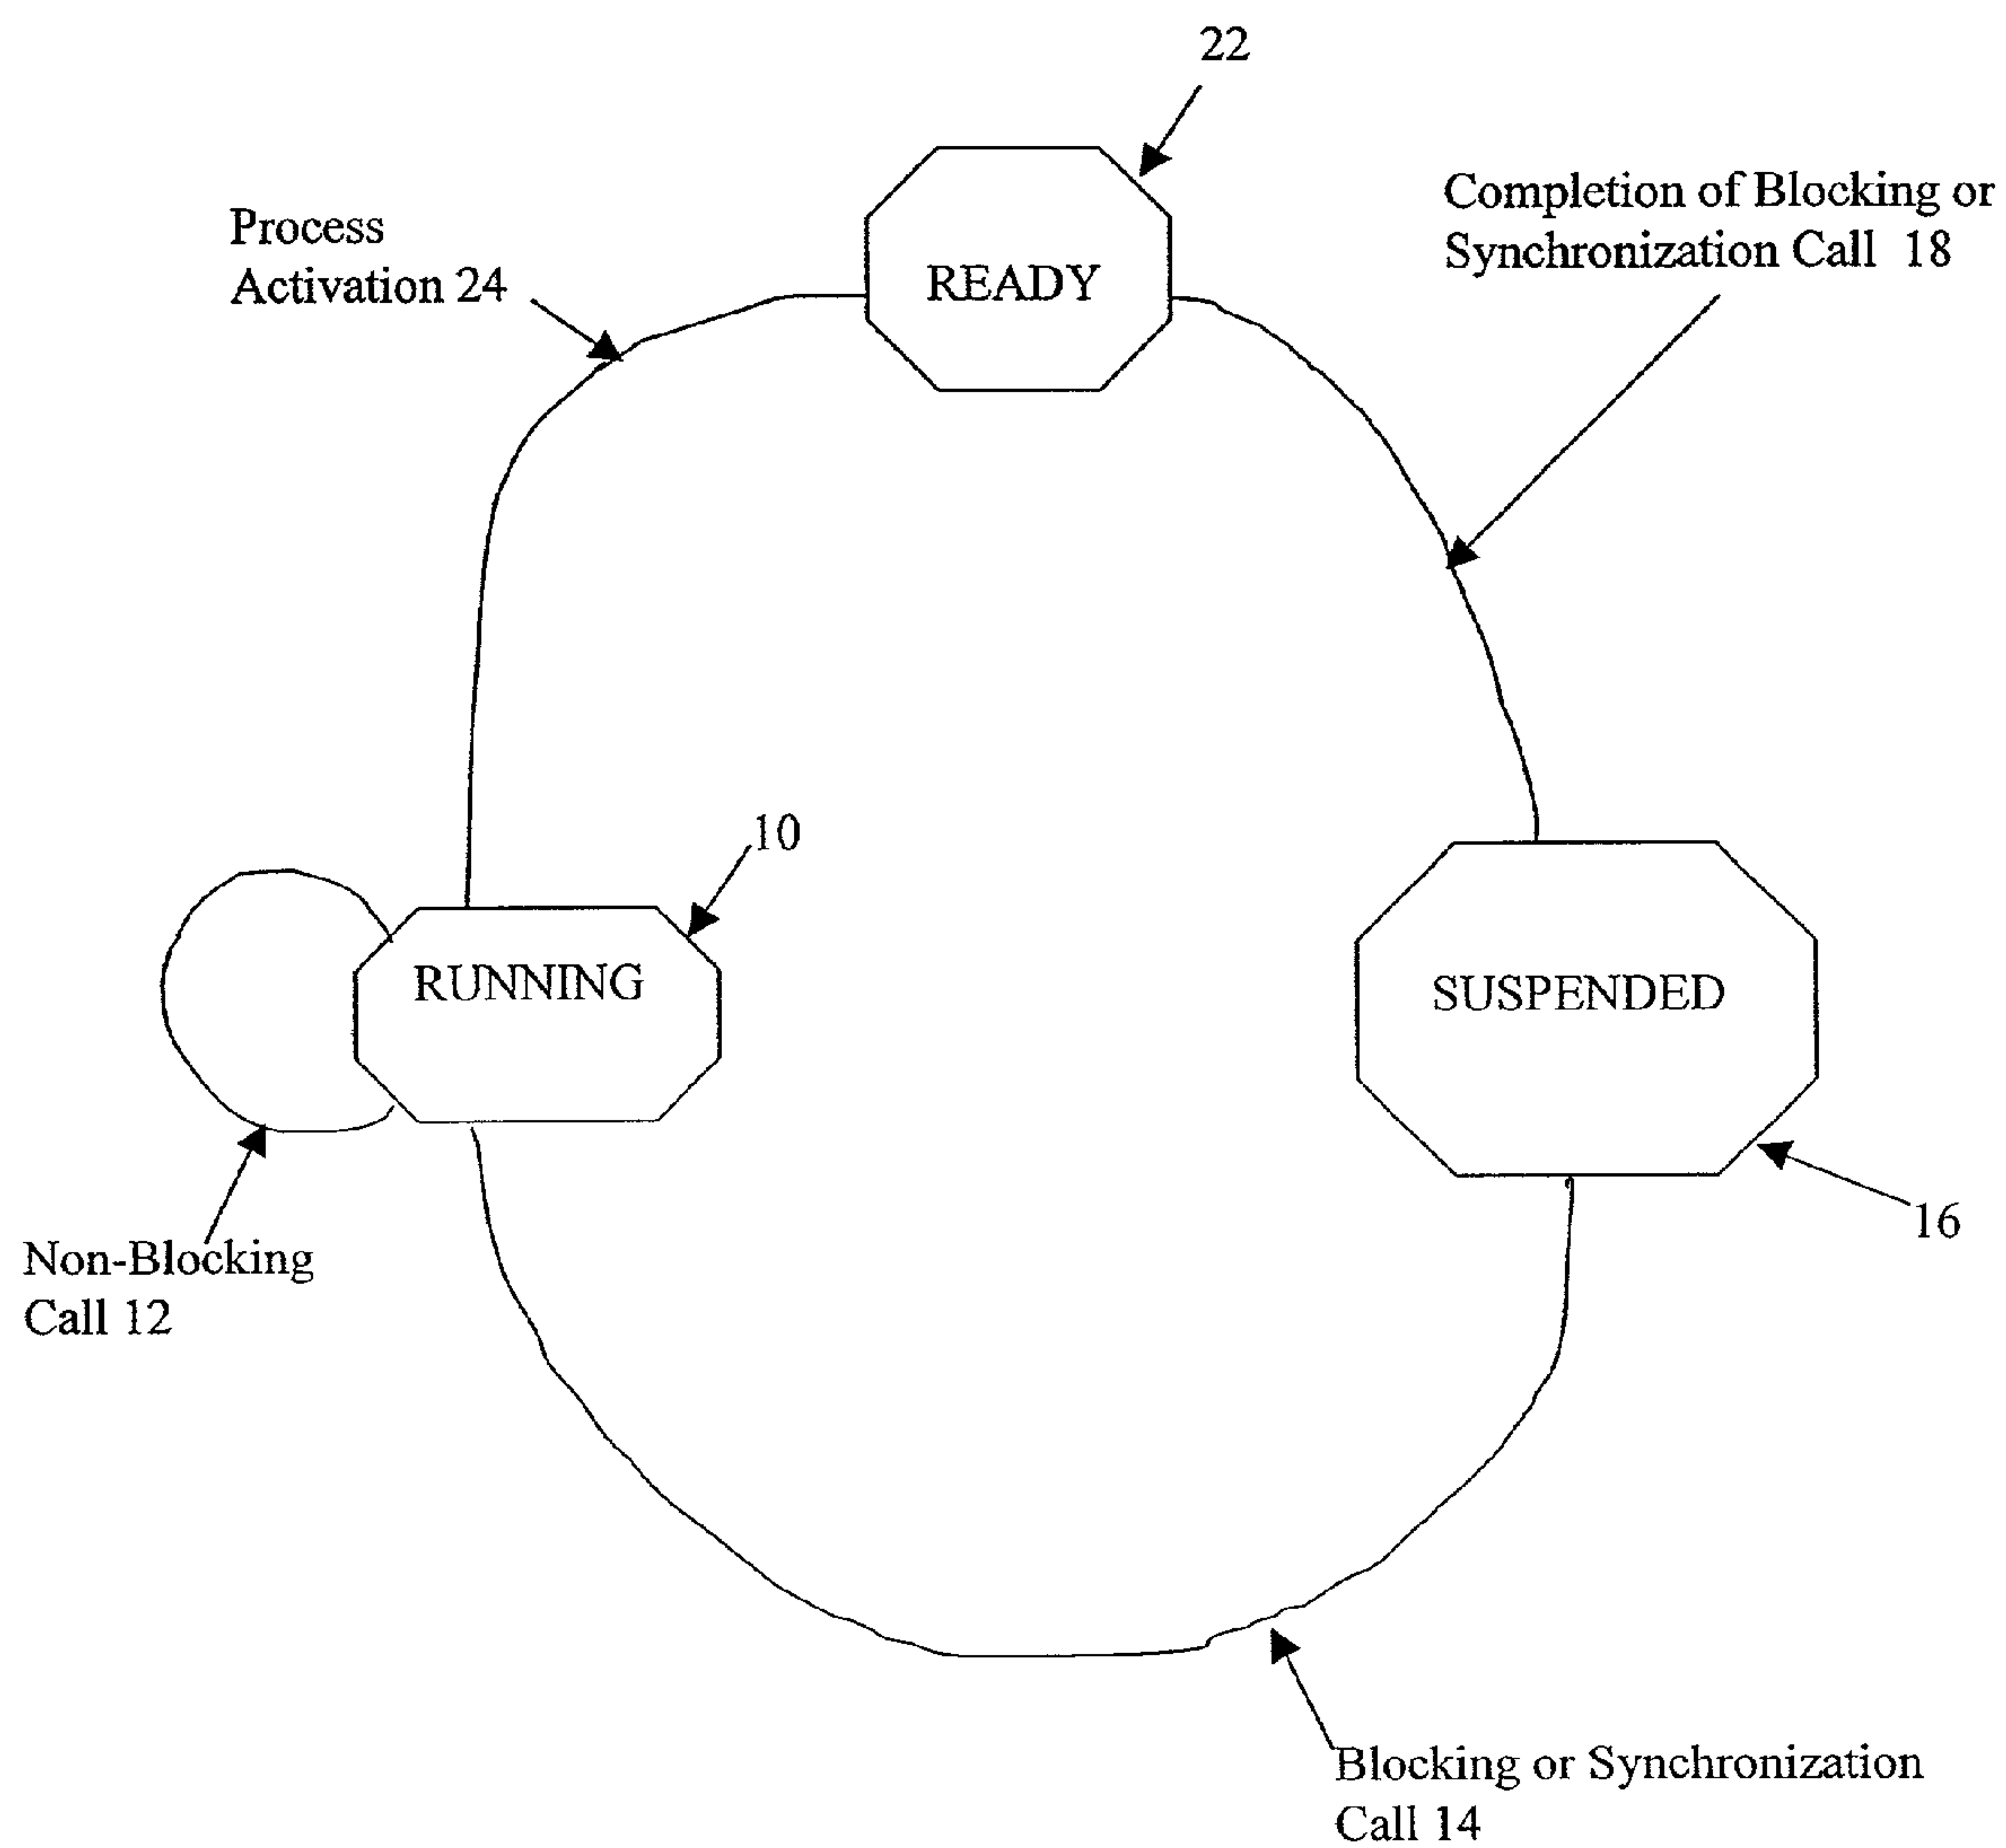 22
Completion of Blocking or
Synchronization Call 18
Process
Activation 24
READY
10
RUNNING
SUSPENDED
16
Non-Blocking
Call 12
Blocking or Synchronization
Call 14